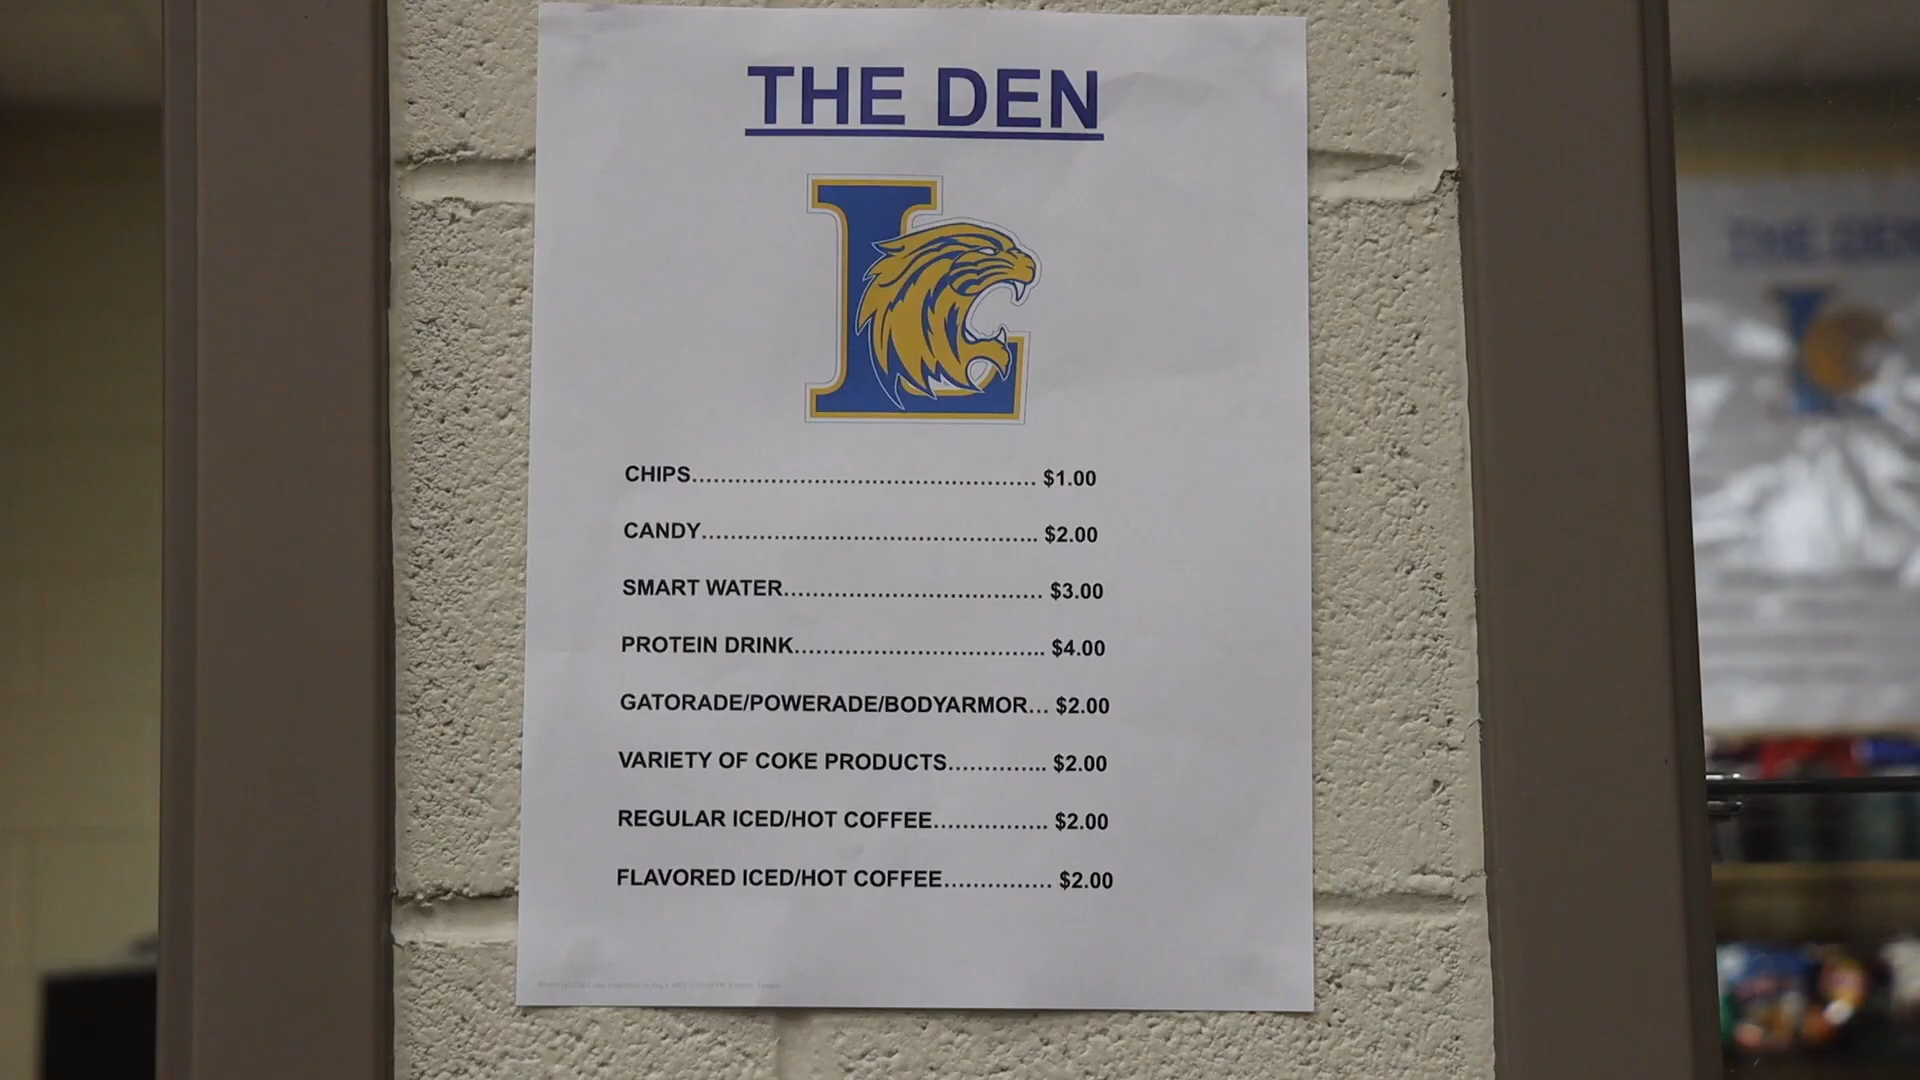 THE DEN
L
CHIPS................................................ $1.00
CANDY............................................... $2.00
SMART WATER.................................... $3.00
PROTEIN DRINK................................... $4.00
GATORADE/POWERADE/BODYARMOR... $2.00
VARIETY OF COKE PRODUCTS.............. $2.00
REGULAR ICED/HOT COFFEE................ $2.00
FLAVORED ICED/HOT COFFEE............... $2.00
THE DEN
L